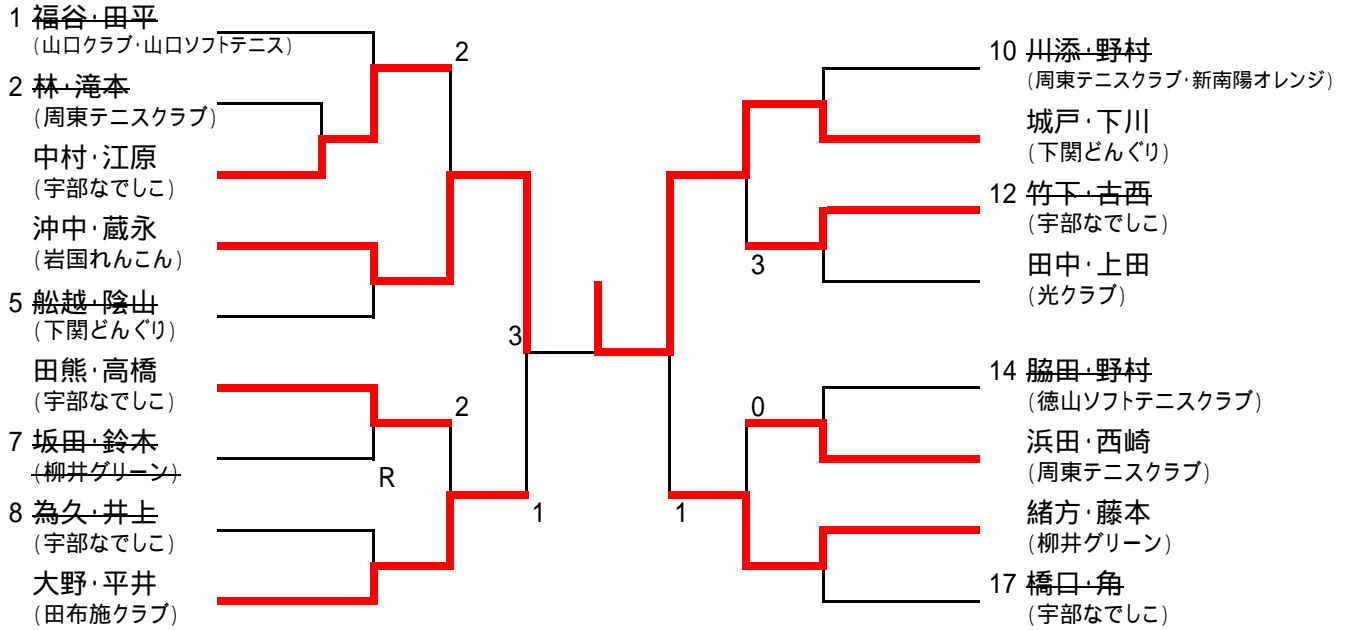 1 福谷・田平
(山口クラブ・山口ソフトテニス)
2 林・滝本
(周東テニスクラブ)
中村・江原
(宇部なでしこ)
沖中・蔵永
(岩国れんこん)
5 舩越・陰山
(下関どんぐり)
田熊・高橋
(宇部なでしこ)
7 坂田・鈴木
(柳井グリーン)
8 為久・井上
(宇部なでしこ)
大野・平井
(田布施クラブ)
2
3
2
R
1
3
0
1
10 川添・野村
(周東テニスクラブ・新南陽オレンジ)
城戸・下川
(下関どんぐり)
12 竹下・古西
(宇部なでしこ)
田中・上田
(光クラブ)
14 脇田・野村
(徳山ソフトテニスクラブ)
浜田・西崎
(周東テニスクラブ)
緒方・藤本
(柳井グリーン)
17 橋口・角
(宇部なでしこ)